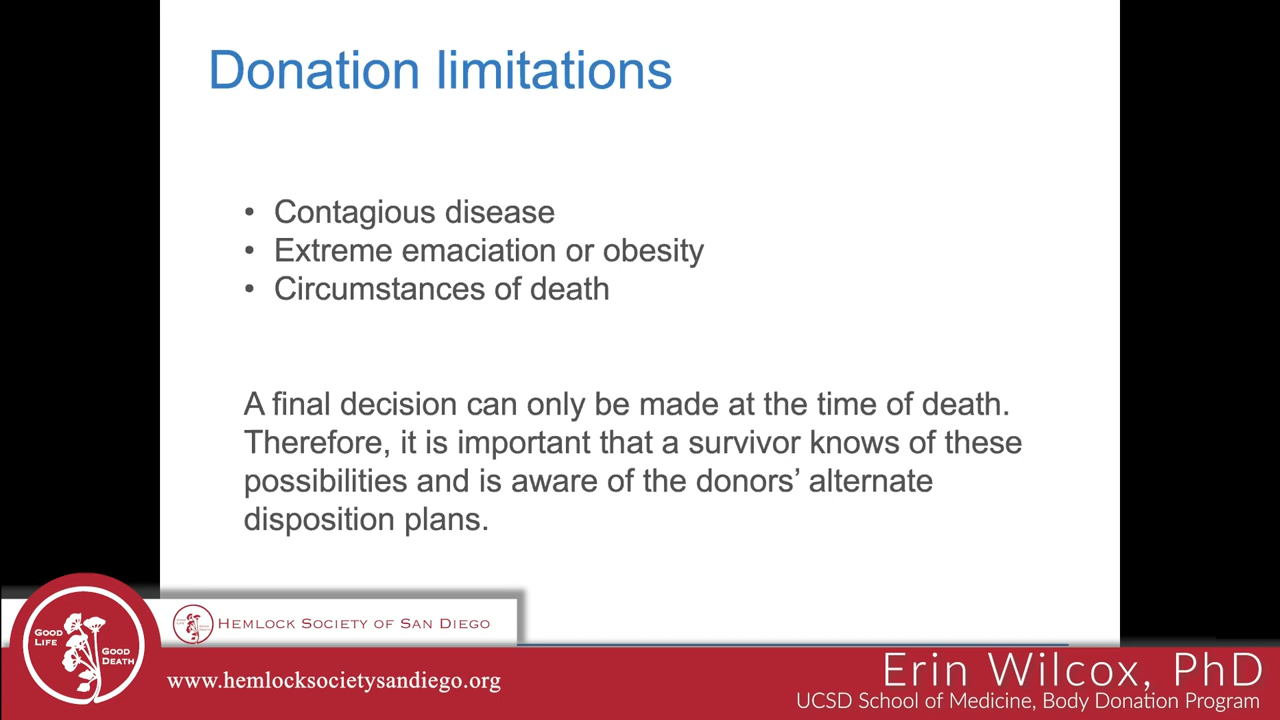 Donation limitations
• Contagious disease
• Extreme emaciation or obesity
• Circumstances of death
A final decision can only be made at the time of death.
Therefore, it is important that a survivor knows of these
possibilities and is aware of the donors’ alternate
disposition plans.
Good
Life
Good
Death
Hemlock Society of San Diego
www.hemlocksocietysandiego.org
Erin Wilcox, PhD
UCSD School of Medicine, Body Donation Program